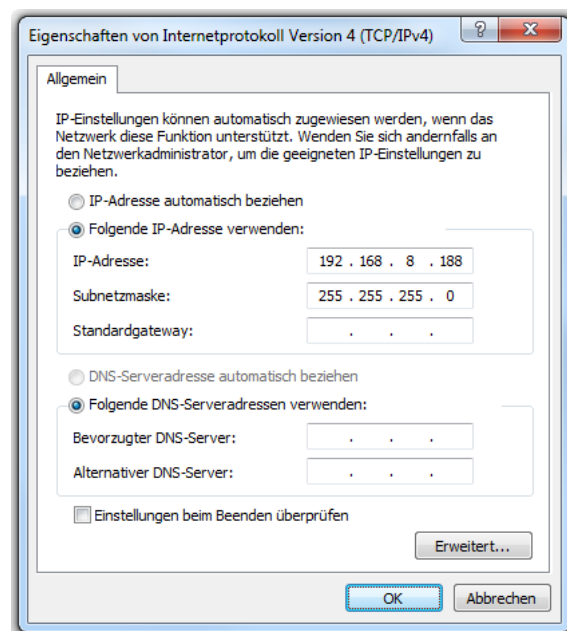 Eigenschaften von Internetprotokoll Version 4 (TCP/IPv4)
Allgemein
IP-Einstellungen können automatisch zugewiesen werden, wenn das
Netzwerk diese Funktion unterstützt. Wenden Sie sich andernfalls an
den Netzwerkadministrator, um die geeigneten IP-Einstellungen zu
beziehen.
IP-Adresse automatisch beziehen
Folgende IP-Adresse verwenden:
IP-Adresse: 192 . 168 . 8 . 188
Subnetzmaske: 255 . 255 . 255 . 0
Standardgateway: . . .
DNS-Serveradresse automatisch beziehen
Folgende DNS-Serveradressen verwenden:
Bevorzugter DNS-Server: . . .
Alternativer DNS-Server: . . .
Einstellungen beim Beenden überprüfen
Erweitert...
OK Abbrechen